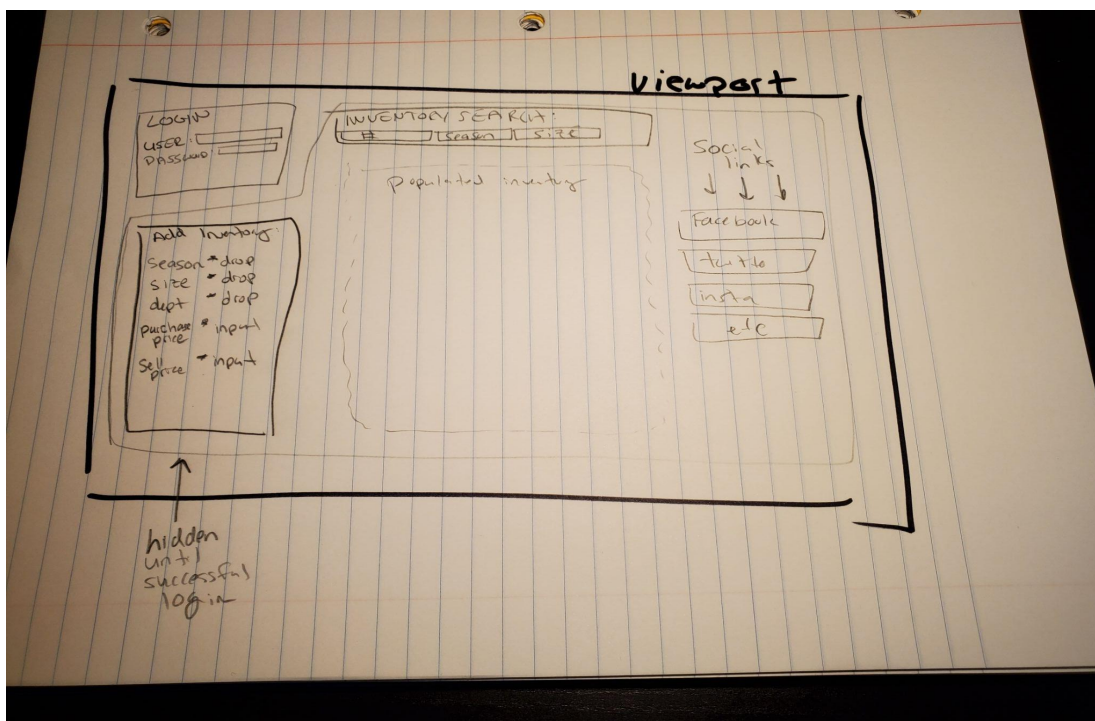 Viewport
LOGIN
USER:
PASSWORD:
INVENTORY SEARCH:
# season size
Populated inventory
Social
links
Facebook
insta
etc
Add Inventory:
season * drop
size * drop
dept * drop
purchase * input
price
Sell * input
price
hidden
until
successful
login